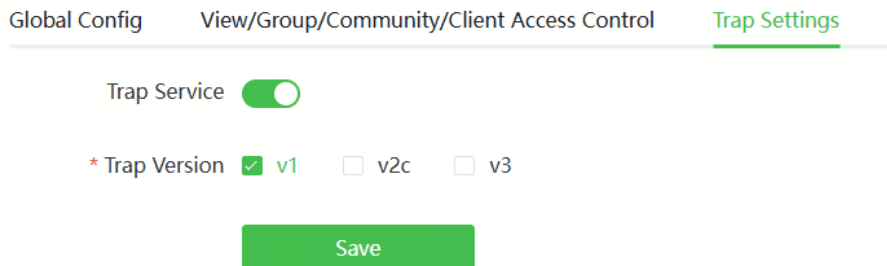 Global Config View/Group/Community/Client Access Control Trap Settings
Trap Service
* Trap Version v1 v2c v3
Save